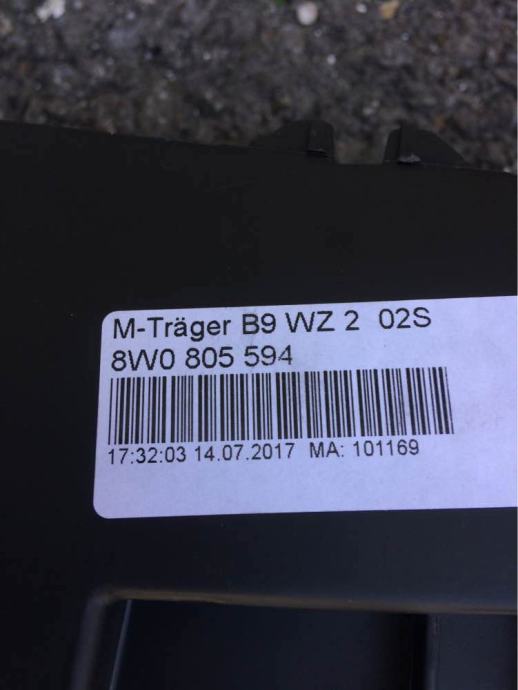 M-Träger B9 WZ 2 02S
8W0 805 594
17:32:03 14.07.2017 MA: 101169